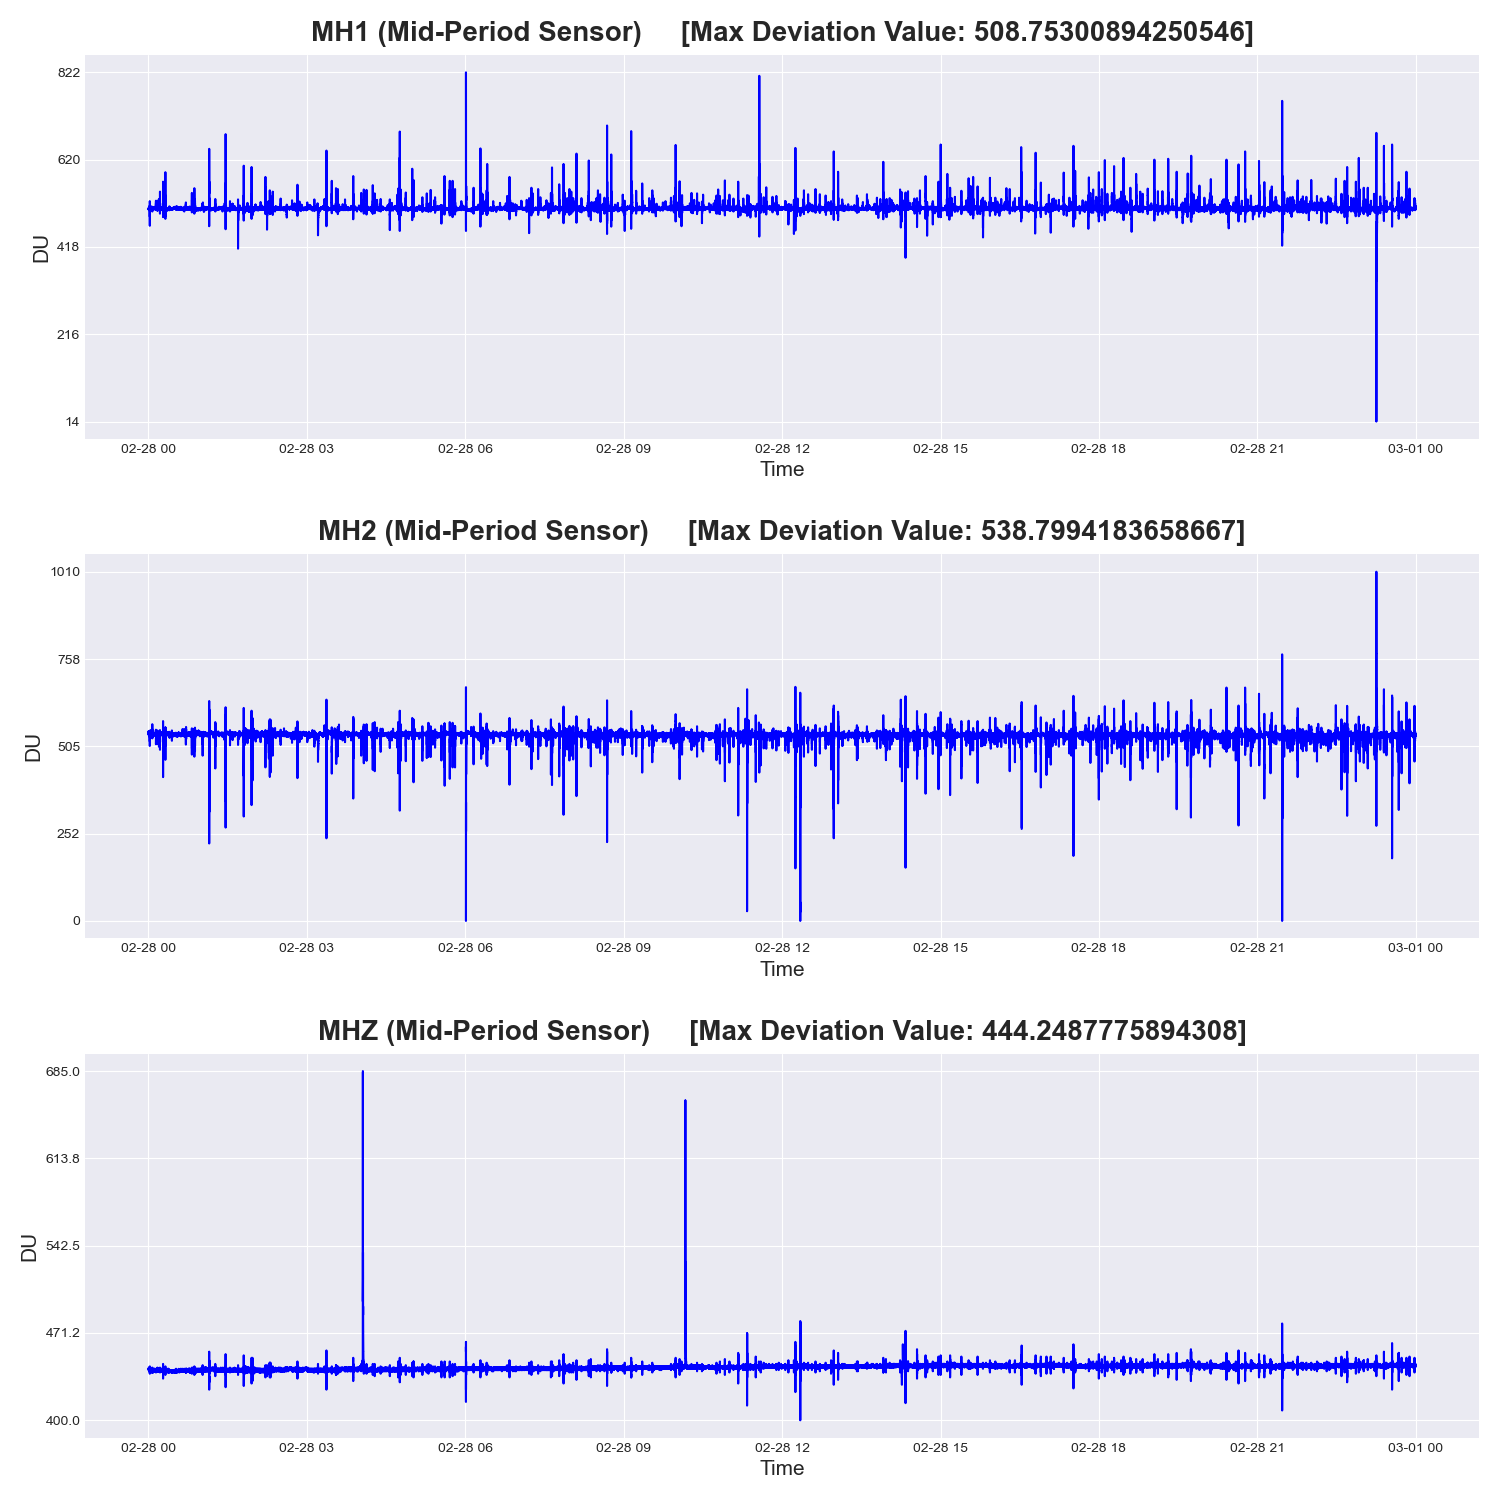 MH1 (Mid-Period Sensor) [Max Deviation Value: 508.75300894250546]
822
620
418
216
14
DU
02-28 00 02-28 03 02-28 06 02-28 09 02-28 12 02-28 15 02-28 18 02-28 21 03-01 00
Time
MH2 (Mid-Period Sensor) [Max Deviation Value: 538.7994183658667]
1010
758
505
252
0
DU
02-28 00 02-28 03 02-28 06 02-28 09 02-28 12 02-28 15 02-28 18 02-28 21 03-01 00
Time
MHZ (Mid-Period Sensor) [Max Deviation Value: 444.2487775894308]
685.0
613.8
542.5
471.2
400.0
DU
02-28 00 02-28 03 02-28 06 02-28 09 02-28 12 02-28 15 02-28 18 02-28 21 03-01 00
Time